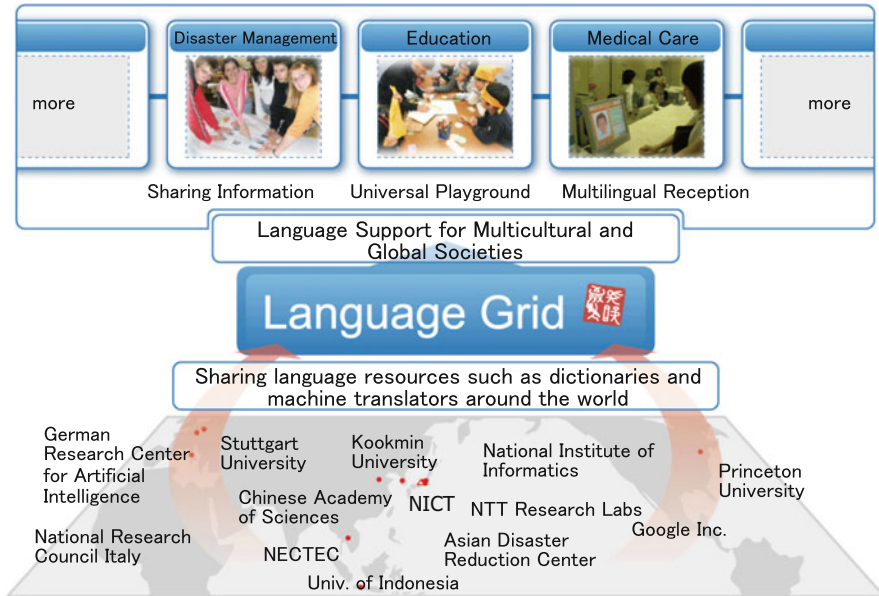 Disaster Management
Education
Medical Care
more
more
Sharing Information
Universal Playground
Multilingual Reception
Language Support for Multicultural and
Global Societies
Language Grid
Sharing language resources such as dictionaries and
machine translators around the world
German
Research Center
for Artificial
Intelligence
Stuttgart
University
Kookmin
University
National Institute of
Informatics
Princeton
University
Chinese Academy
of Sciences
NICT
NTT Research Labs
Google Inc.
National Research
Council Italy
NECTEC
Asian Disaster
Reduction Center
Univ. of Indonesia